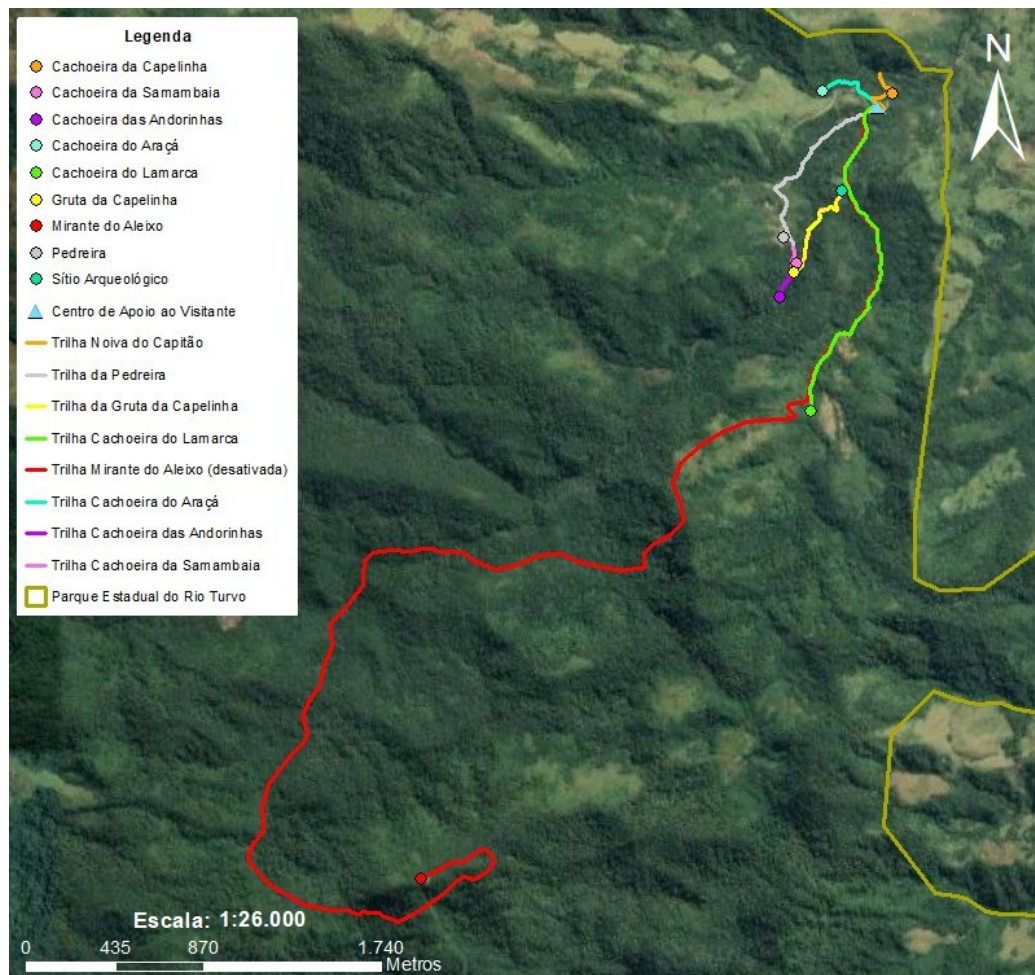 Legenda
Cachoeira da Capelinha
Cachoeira da Samambaia
Cachoeira das Andorinhas
Cachoeira do Araçá
Cachoeira do Lamarca
Gruta da Capelinha
Mirante do Aleixo
Pedreira
Sítio Arqueológico
Centro de Apoio ao Visitante
Trilha Noiva do Capitão
Trilha da Pedreira
Trilha da Gruta da Capelinha
Trilha Cachoeira do Lamarca
Trilha Mirante do Aleixo (desativada)
Trilha Cachoeira do Araçá
Trilha Cachoeira das Andorinhas
Trilha Cachoeira da Samambaia
Parque Estadual do Rio Turvo
N
Escala: 1:26.000
0 435 870 1.740
Metros